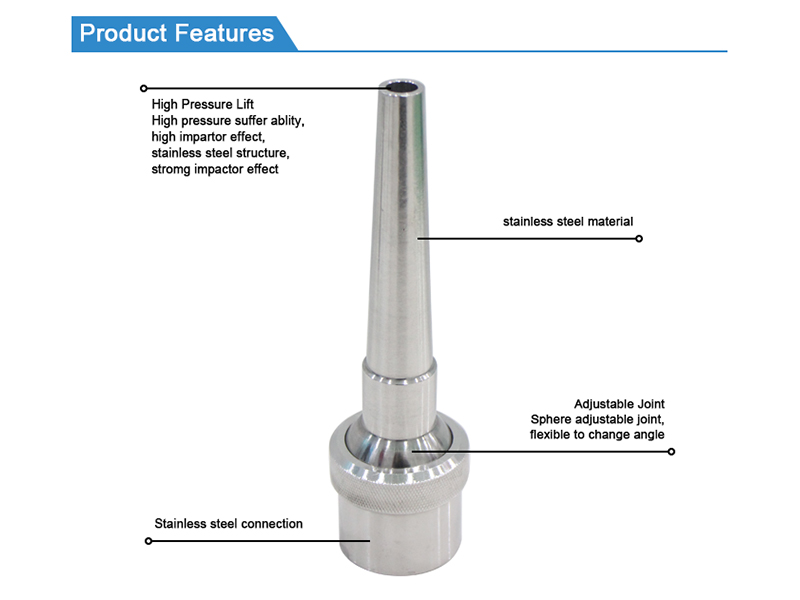 Product Features
High Pressure Lift
High pressure suffer ablity,
high impartor effect,
stainless steel structure,
stromg impactor effect
stainless steel material
Adjustable Joint
Sphere adjustable joint,
flexible to change angle
Stainless steel connection